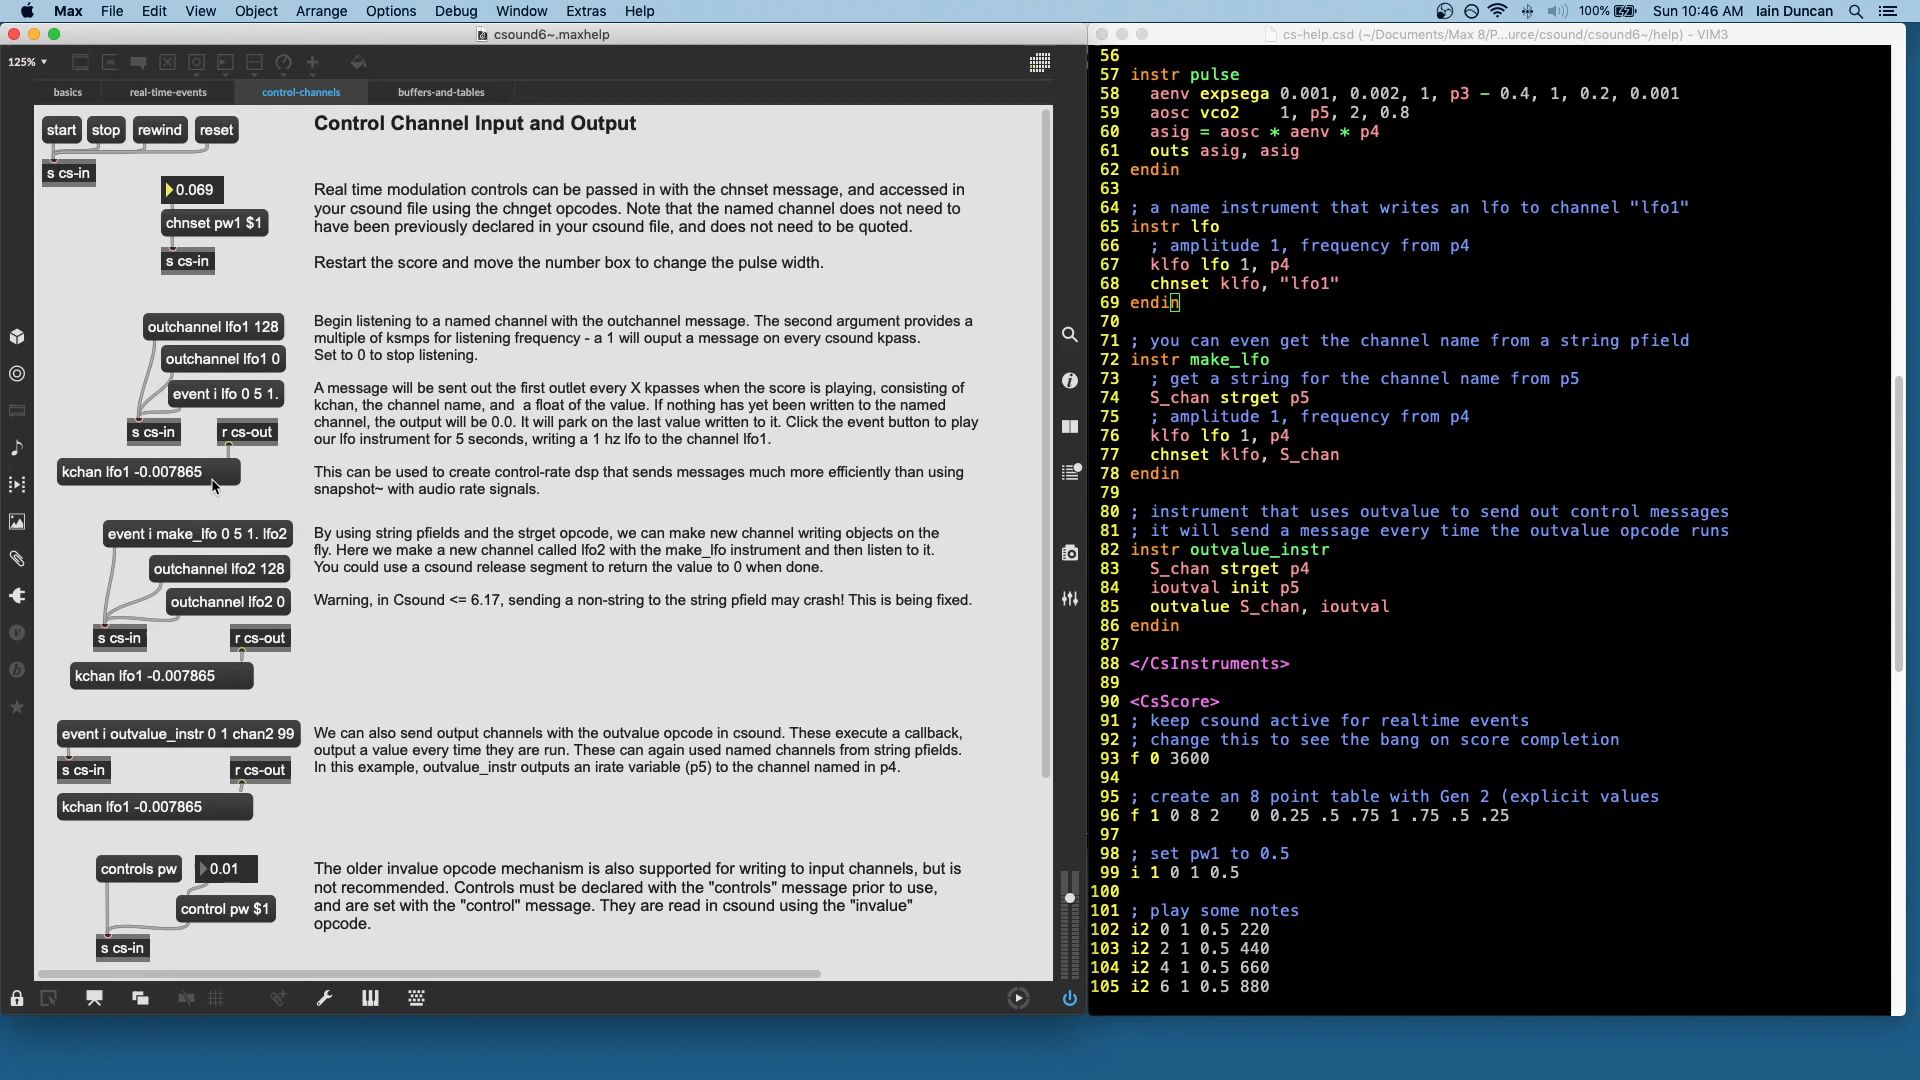 Max File Edit View Object Arrange Options Debug Window Extras Help
100% Sun 10:46 AM Iain Duncan
csound6~.maxhelp
125%
basics real-time-events control-channels buffers-and-tables
start stop rewind reset
s cs-in
Control Channel Input and Output
0.069
chnset pw1 $1
s cs-in
Real time modulation controls can be passed in with the chnset message, and accessed in
your csound file using the chnget opcodes. Note that the named channel does not need to
have been previously declared in your csound file, and does not need to be quoted.
Restart the score and move the number box to change the pulse width.
outchannel lfo1 128
outchannel lfo1 0
event i lfo 0 5 1.
s cs-in r cs-out
kchan lfo1 -0.007865
Begin listening to a named channel with the outchannel message. The second argument provides a
multiple of ksmps for listening frequency - a 1 will ouput a message on every csound kpass.
Set to 0 to stop listening.
A message will be sent out the first outlet every X kpasses when the score is playing, consisting of
kchan, the channel name, and a float of the value. If nothing has yet been written to the named
channel, the output will be 0.0. It will park on the last value written to it. Click the event button to play
our lfo instrument for 5 seconds, writing a 1 hz lfo to the channel lfo1.
This can be used to create control-rate dsp that sends messages much more efficiently than using
snapshot~ with audio rate signals.
event i make_lfo 0 5 1. lfo2
outchannel lfo2 128
outchannel lfo2 0
s cs-in r cs-out
kchan lfo1 -0.007865
By using string pfields and the strget opcode, we can make new channel writing objects on the
fly. Here we make a new channel called lfo2 with the make_lfo instrument and then listen to it.
You could use a csound release segment to return the value to 0 when done.
Warning, in Csound <= 6.17, sending a non-string to the string pfield may crash! This is being fixed.
event i outvalue_instr 0 1 chan2 99
s cs-in r cs-out
kchan lfo1 -0.007865
We can also send output channels with the outvalue opcode in csound. These execute a callback,
output a value every time they are run. These can again used named channels from string pfields.
In this example, outvalue_instr outputs an irate variable (p5) to the channel named in p4.
controls pw 0.01
control pw $1
s cs-in
The older invalue opcode mechanism is also supported for writing to input channels, but is
not recommended. Controls must be declared with the "controls" message prior to use,
and are set with the "control" message. They are read in csound using the "invalue"
opcode.
cs-help.csd (~/Documents/Max 8/P...urce/csound/csound6~/help) - VIM3
56
57 instr pulse
58 aenv expsega 0.001, 0.002, 1, p3 - 0.4, 1, 0.2, 0.001
59 aosc vco2 1, p5, 2, 0.8
60 asig = aosc * aenv * p4
61 outs asig, asig
62 endin
63
64 ; a name instrument that writes an lfo to channel "lfo1"
65 instr lfo
66 ; amplitude 1, frequency from p4
67 klfo lfo 1, p4
68 chnset klfo, "lfo1"
69 endin
70
71 ; you can even get the channel name from a string pfield
72 instr make_lfo
73 ; get a string for the channel name from p5
74 S_chan strget p5
75 ; amplitude 1, frequency from p4
76 klfo lfo 1, p4
77 chnset klfo, S_chan
78 endin
79
80 ; instrument that uses outvalue to send out control messages
81 ; it will send a message every time the outvalue opcode runs
82 instr outvalue_instr
83 S_chan strget p4
84 ioutval init p5
85 outvalue S_chan, ioutval
86 endin
87
88 </CsInstruments>
89
90 <CsScore>
91 ; keep csound active for realtime events
92 ; change this to see the bang on score completion
93 f 0 3600
94
95 ; create an 8 point table with Gen 2 (explicit values
96 f 1 0 8 2 0 0.25 .5 .75 1 .75 .5 .25
97
98 ; set pw1 to 0.5
99 i 1 0 1 0.5
100
101 ; play some notes
102 i2 0 1 0.5 220
103 i2 2 1 0.5 440
104 i2 4 1 0.5 660
105 i2 6 1 0.5 880